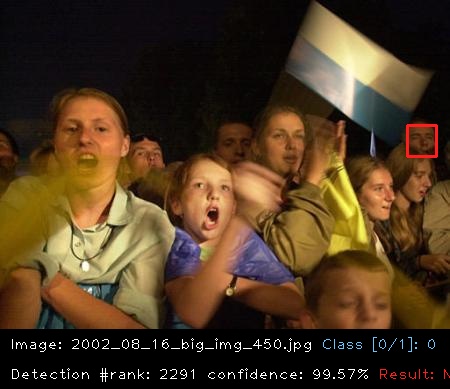 Image: 2002_08_16_big_img_450.jpg Class [0/1]: 0
Detection #rank: 2291 confidence: 99.57% Result: